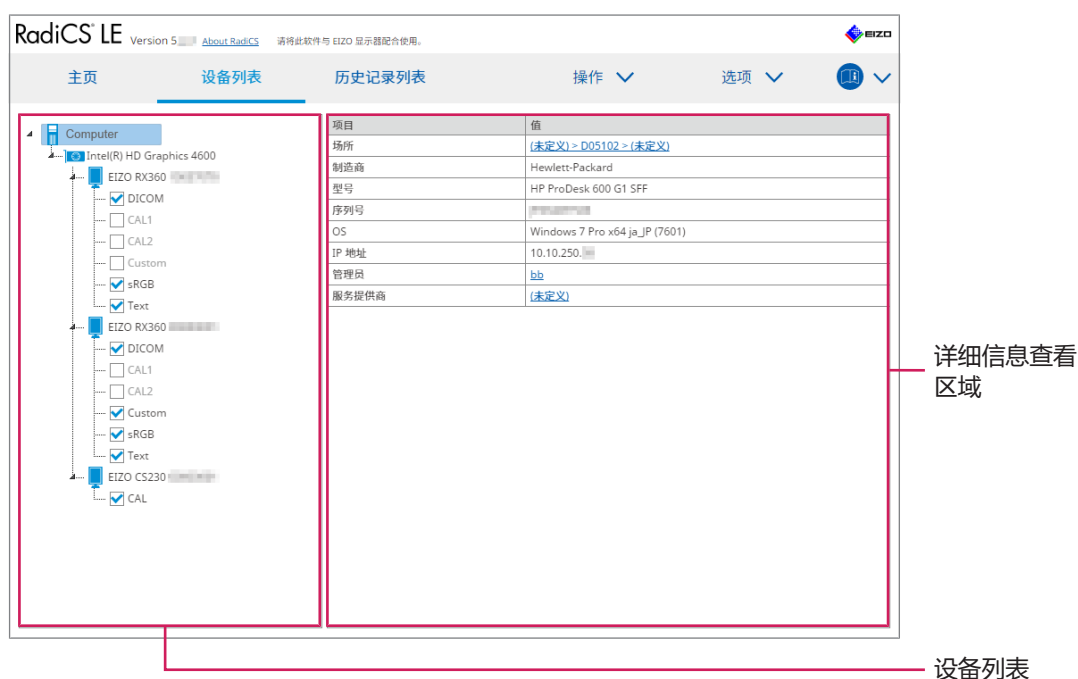 RadiCS® LE Version 5. About RadiCS 请将此软件与 EIZO 显示器配合使用。 EIZO
主页 设备列表 历史记录列表 操作 选项
Computer
Intel(R) HD Graphics 4600
EIZO RX360
DICOM
CAL1
CAL2
Custom
sRGB
Text
EIZO RX360
DICOM
CAL1
CAL2
Custom
sRGB
Text
EIZO CS230
CAL
项目 值
场所 (未定义) > D05102 > (未定义)
制造商 Hewlett-Packard
型号 HP ProDesk 600 G1 SFF
序列号
OS Windows 7 Pro x64 ja_JP (7601)
IP 地址 10.10.250.
管理员 bb
服务提供商 (未定义)
详细信息查看
区域
设备列表